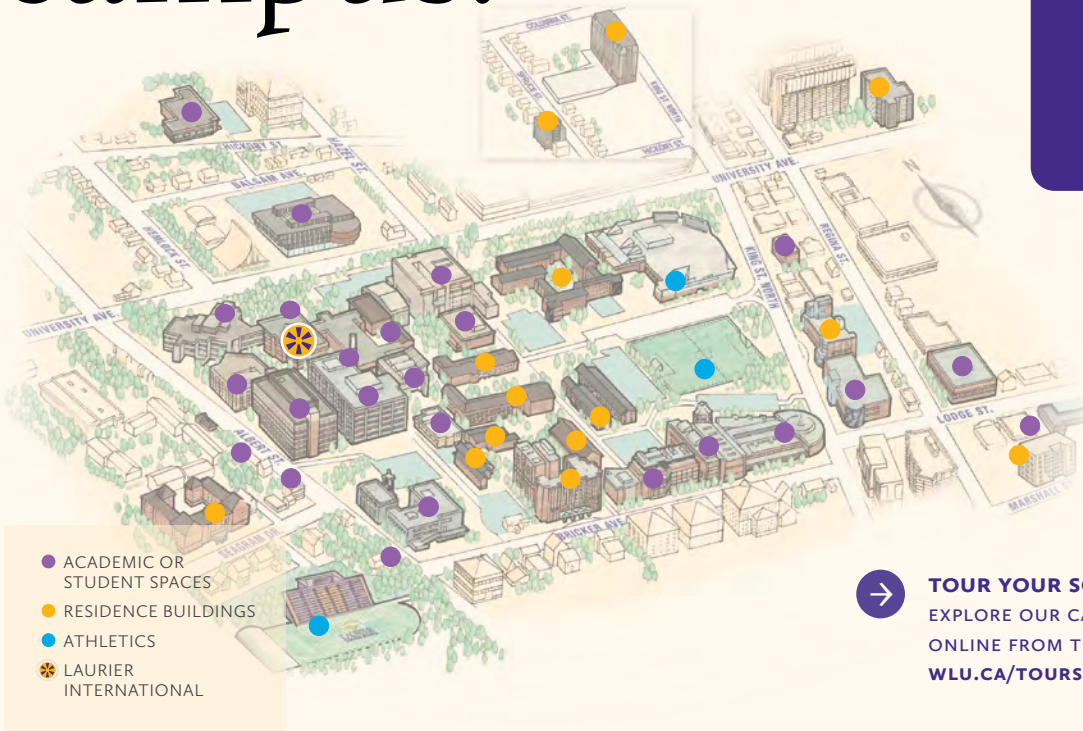 campus.
COLUMBIA ST.
SPRUCE ST.
KING ST. NORTH
HICKORY ST.
HICKORY ST.
HAZEL ST.
BALSAM AVE.
HEMLOCK ST.
UNIVERSITY AVE.
N
KING ST. NORTH
REGINA ST.
UNIVERSITY AVE.
ALBERT ST.
LODGE ST.
MARSHALL ST
BRICKER AVE.
SEAGRAM DR.
ACADEMIC OR
STUDENT SPACES
RESIDENCE BUILDINGS
ATHLETICS
LAURIER
INTERNATIONAL
TOUR YOUR SC
EXPLORE OUR CA
ONLINE FROM T
WLU.CA/TOURS